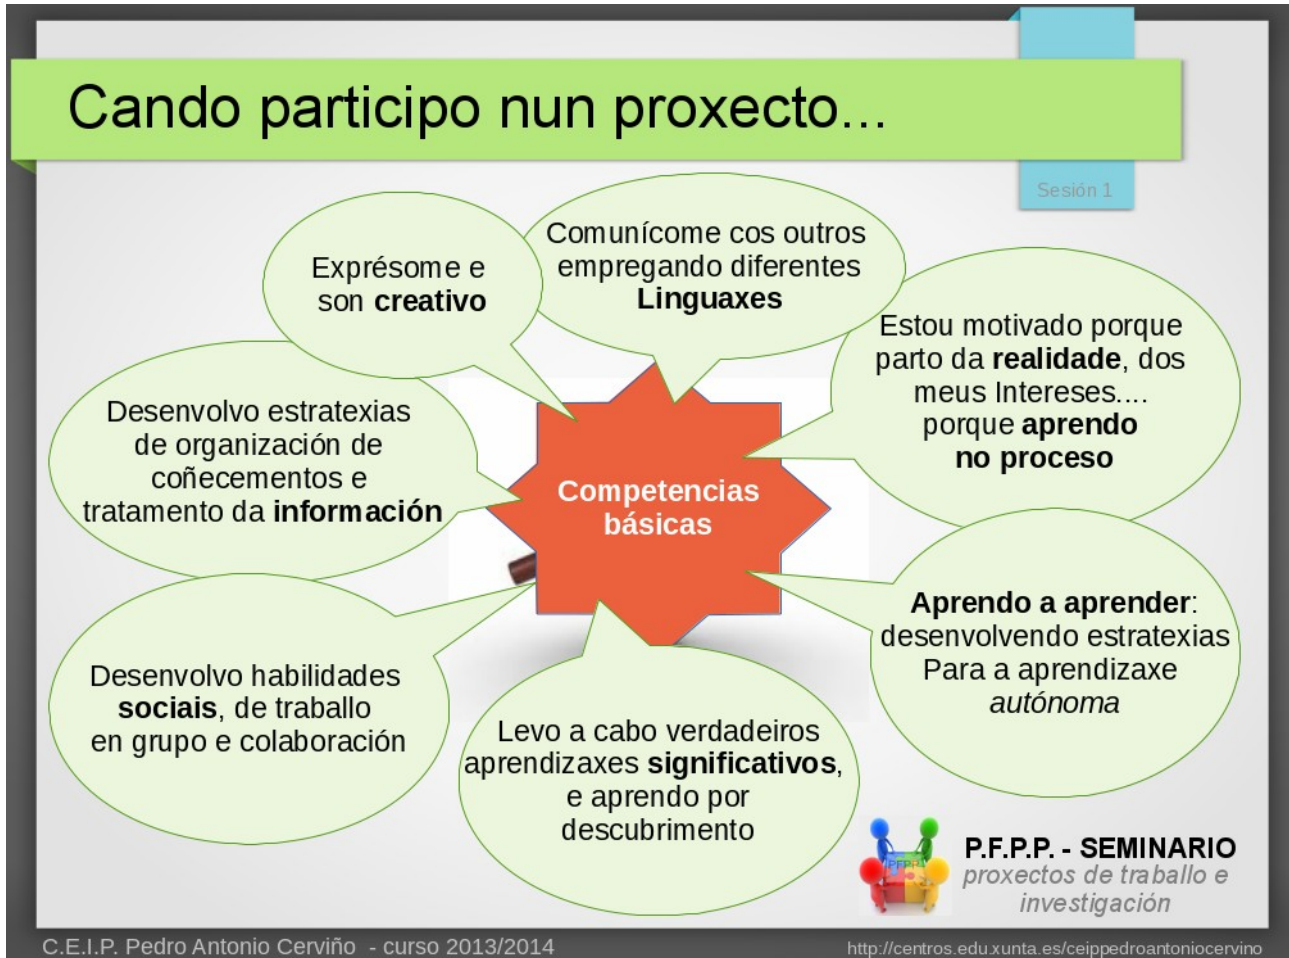 Cando participo nun proxecto...
Sesión 1
Exprésome e
son creativo
Comunícome cos outros
empregando diferentes
Linguaxes
Estou motivado porque
parto da realidade, dos
meus Intereses....
porque aprendo
no proceso
Desenvolvo estratexias
de organización de
coñecementos e
tratamento da información
Competencias
básicas
Aprendo a aprender:
desenvolvendo estratexias
Para a aprendizaxe
autónoma
Desenvolvo habilidades
sociais, de traballo
en grupo e colaboración
Levo a cabo verdadeiros
aprendizaxes significativos,
e aprendo por
descubrimento
PFPP
P.F.P.P. - SEMINARIO
proxectos de traballo e
investigación
C.E.I.P. Pedro Antonio Cerviño - curso 2013/2014
http://centros.edu.xunta.es/ceippedroantoniocervino